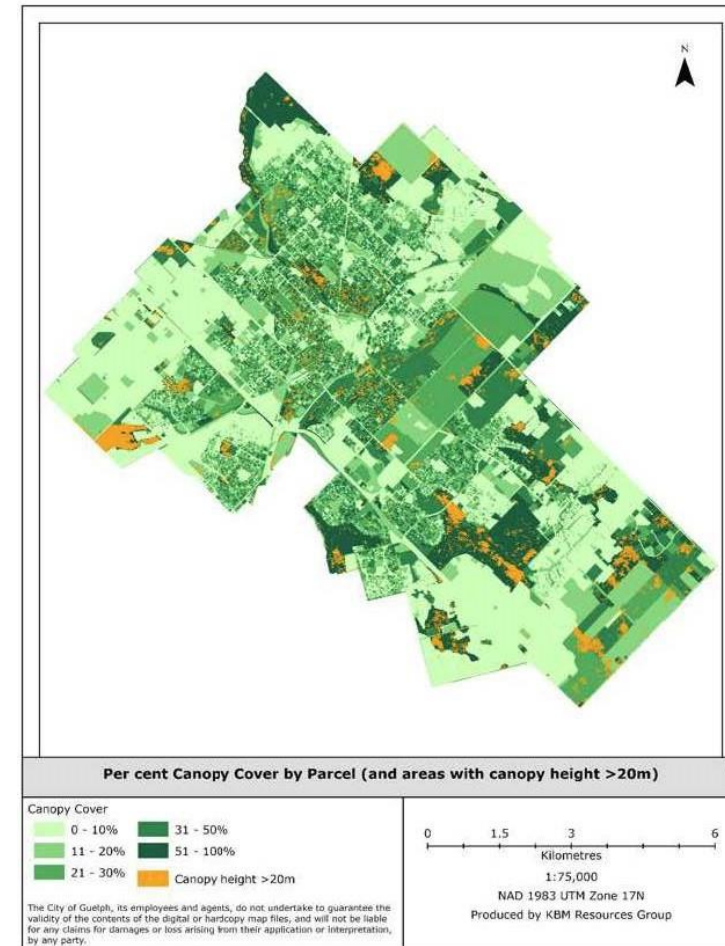 N
Per cent Canopy Cover by Parcel (and areas with canopy height >20m)
Canopy Cover
0 - 10%
11 - 20%
21 - 30%
31 - 50%
51 - 100%
Canopy height >20m
The City of Guelph, its employees and agents, do not undertake to guarantee the
validity of the contents of the digital or hardcopy map files, and will not be liable
for any claims for damages or loss arising from their application or interpretation,
by any party.
0 1.5 3 6
Kilometres
1:75,000
NAD 1983 UTM Zone 17N
Produced by KBM Resources Group